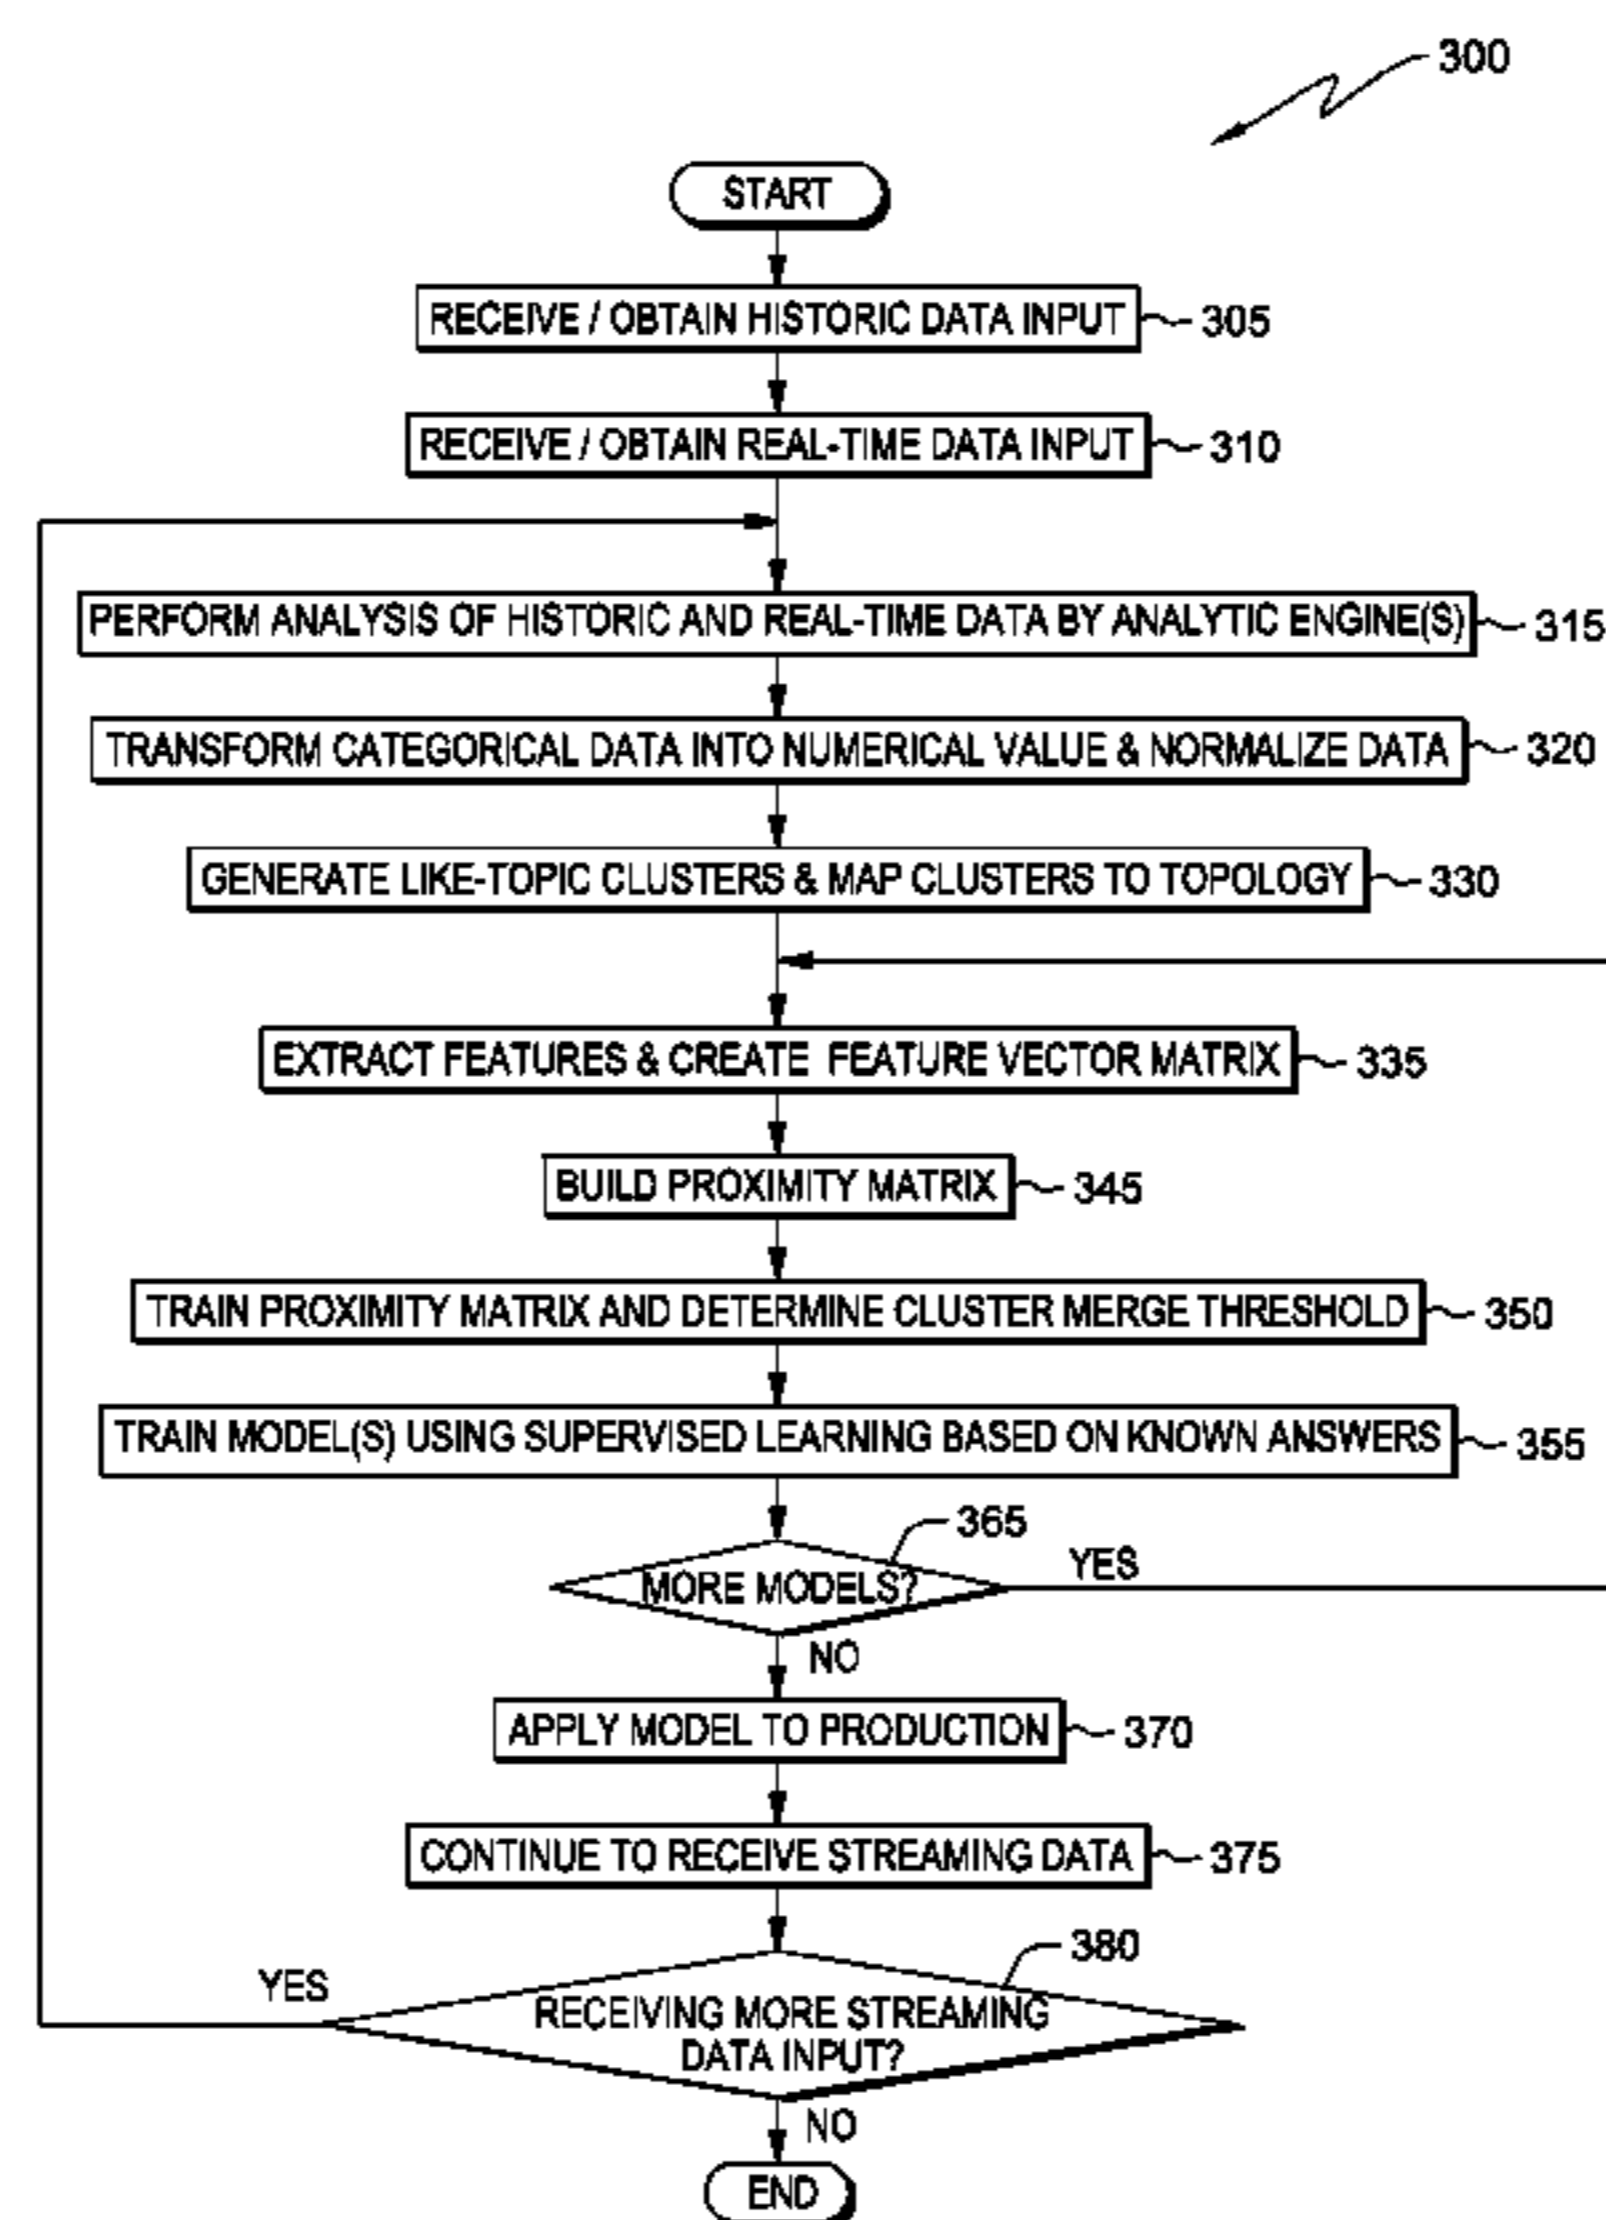 300
START
RECEIVE / OBTAIN HISTORIC DATA INPUT 305
RECEIVE / OBTAIN REAL-TIME DATA INPUT 310
PERFORM ANALYSIS OF HISTORIC AND REAL-TIME DATA BY ANALYTIC ENGINE(S) 315
TRANSFORM CATEGORICAL DATA INTO NUMERICAL VALUE & NORMALIZE DATA 320
GENERATE LIKE-TOPIC CLUSTERS & MAP CLUSTERS TO TOPOLOGY 330
EXTRACT FEATURES & CREATE FEATURE VECTOR MATRIX 335
BUILD PROXIMITY MATRIX 345
TRAIN PROXIMITY MATRIX AND DETERMINE CLUSTER MERGE THRESHOLD 350
TRAIN MODEL(S) USING SUPERVISED LEARNING BASED ON KNOWN ANSWERS 355
365
MORE MODELS? YES
NO
APPLY MODEL TO PRODUCTION 370
CONTINUE TO RECEIVE STREAMING DATA 375
380
YES
RECEIVING MORE STREAMING
DATA INPUT?
NO
END